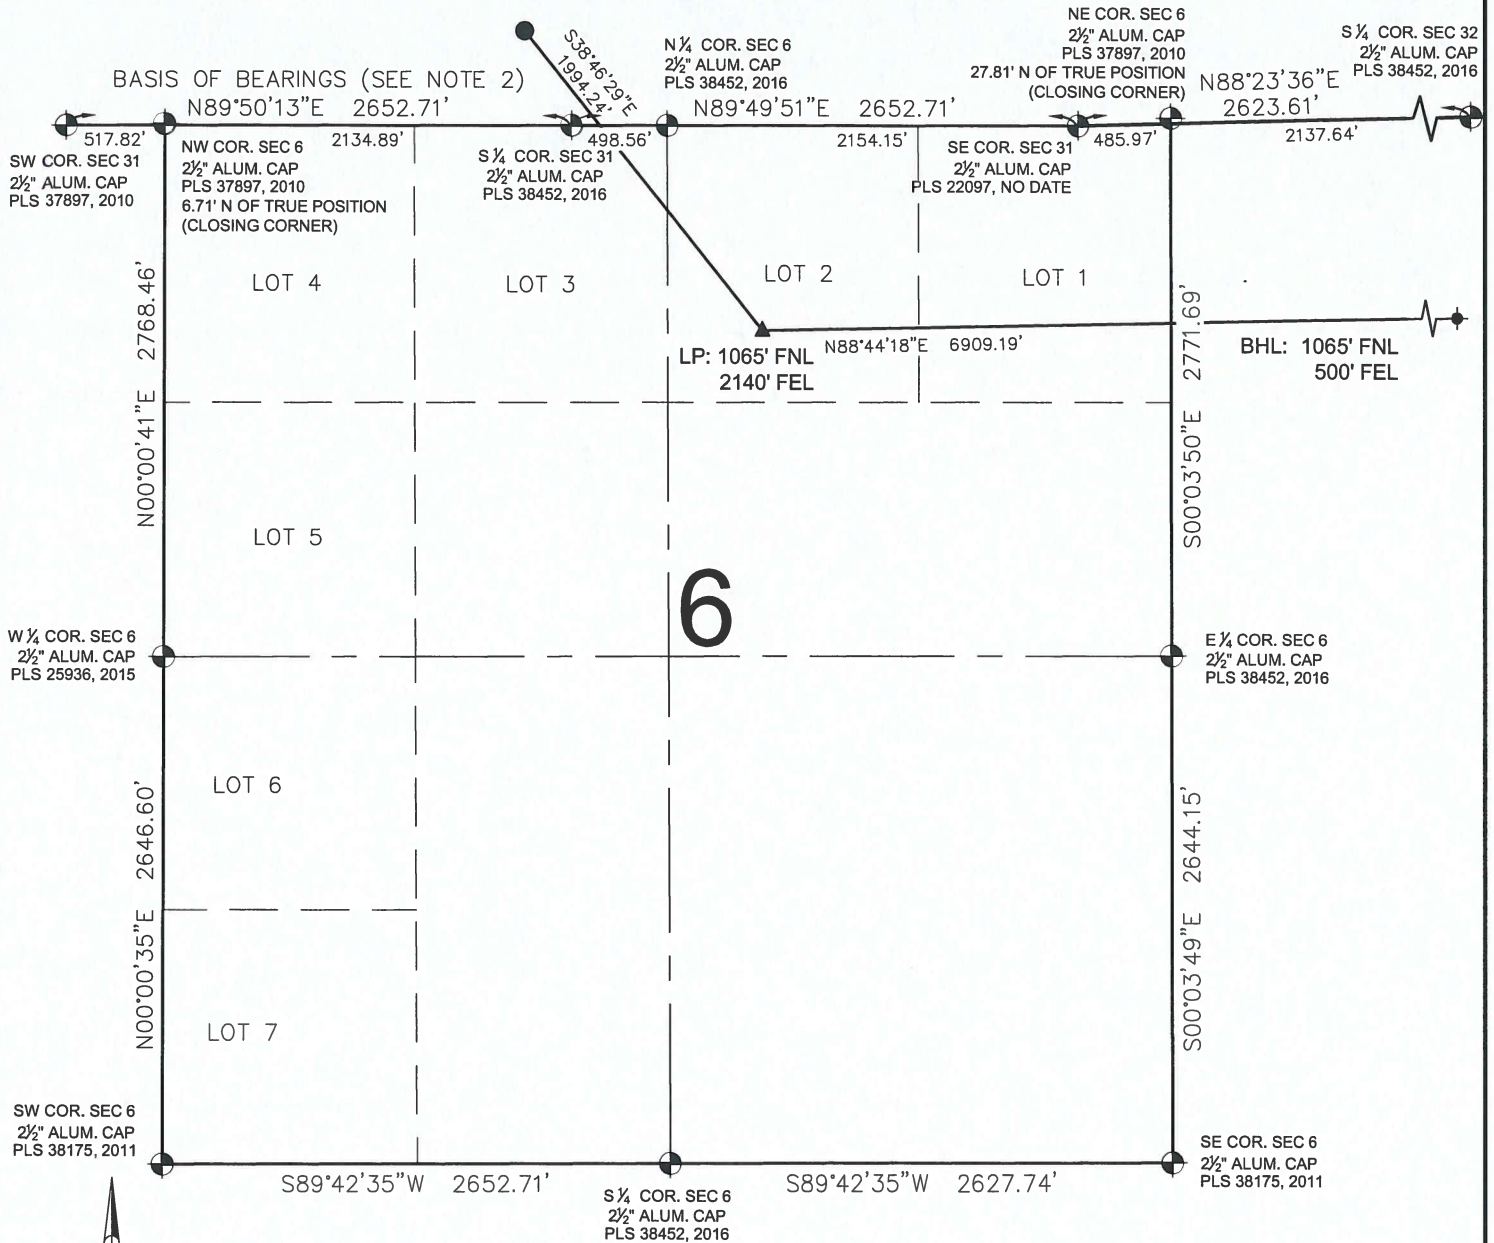 NE COR. SEC 6
2½" ALUM. CAP
PLS 37897, 2010
27.81' N OF TRUE POSITION
(CLOSING CORNER)
S ¼ COR. SEC 32
2½" ALUM. CAP
PLS 38452, 2016
N ¼ COR. SEC 6
2½" ALUM. CAP
PLS 38452, 2016
S38°46'29"E
1994.24'
BASIS OF BEARINGS (SEE NOTE 2)
N89°50'13"E 2652.71'
N89°49'51"E 2652.71'
N88°23'36"E
2623.61'
517.82'
2134.89'
498.56'
2154.15'
485.97'
2137.64'
SW COR. SEC 31
2½" ALUM. CAP
PLS 37897, 2010
NW COR. SEC 6
2½" ALUM. CAP
PLS 37897, 2010
6.71' N OF TRUE POSITION
(CLOSING CORNER)
S ¼ COR. SEC 31
2½" ALUM. CAP
PLS 38452, 2016
SE COR. SEC 31
2½" ALUM. CAP
PLS 22097, NO DATE
LOT 4
LOT 3
LOT 2
LOT 1
N00°00'41"E 2768.46'
S00°03'50"E 2771.69'
LP: 1065' FNL
2140' FEL
N88°44'18"E 6909.19'
BHL: 1065' FNL
500' FEL
LOT 5
6
W ¼ COR. SEC 6
2½" ALUM. CAP
PLS 25936, 2015
E ¼ COR. SEC 6
2½" ALUM. CAP
PLS 38452, 2016
LOT 6
N00°00'35"E 2646.60'
S00°03'49"E 2644.15'
LOT 7
SW COR. SEC 6
2½" ALUM. CAP
PLS 38175, 2011
SE COR. SEC 6
2½" ALUM. CAP
PLS 38175, 2011
S89°42'35"W 2652.71'
S89°42'35"W 2627.74'
S ¼ COR. SEC 6
2½" ALUM. CAP
PLS 38452, 2016